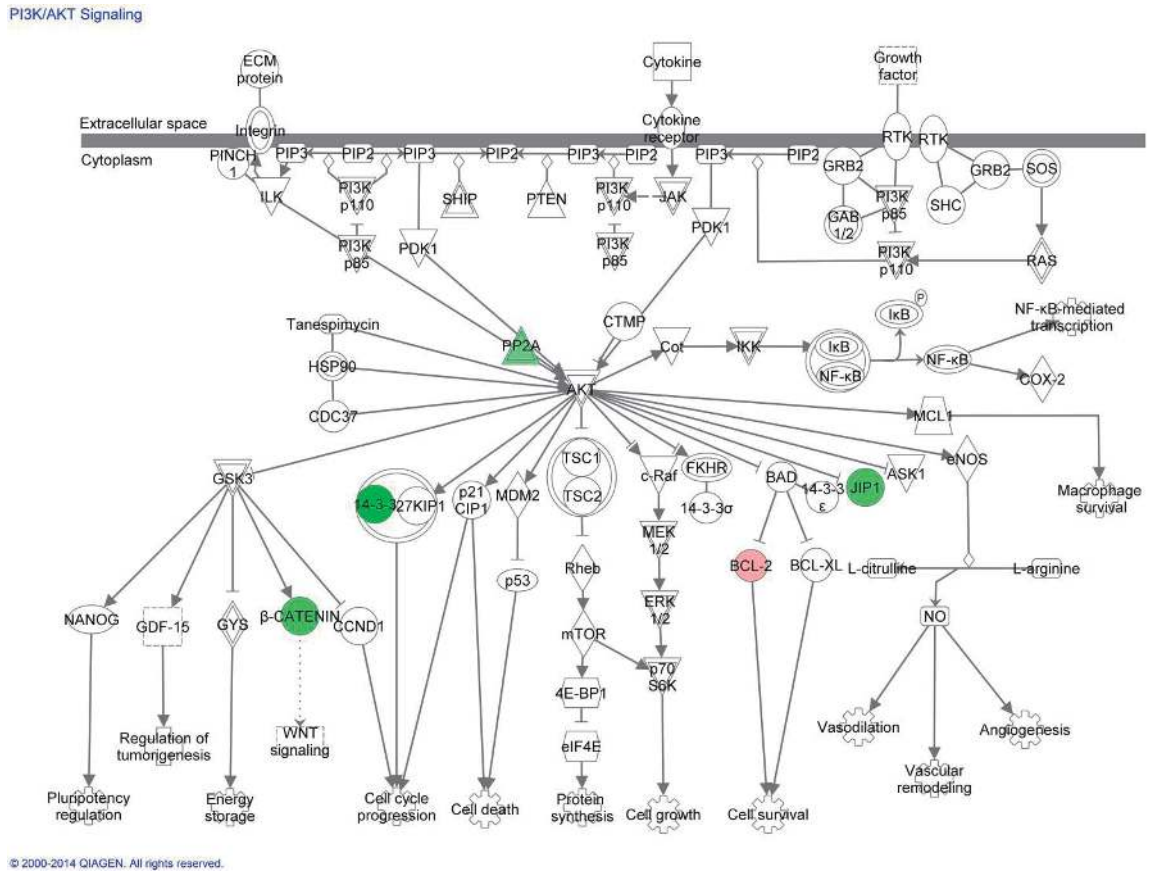 PI3K/AKT Signaling
ECM
protein
Cytokine
Growth
factor
Extracellular space
Integrin
Cytokine
receptor
RTK
RTK
Cytoplasm
PINCH
1
PIP3
PIP2
PIP3
PIP2
PIP3
PIP2
PIP3
PIP2
GRB2
GRB2
SOS
ILK
PI3K
p110
SHIP
PTEN
PI3K
p110
JAK
PI3K
p85
SHC
GAB
1/2
PDK1
PI3K
p85
PDK1
PI3K
p85
PI3K
p110
RAS
Tanespimycin
PP2A
CTMP
IκB
P
NF-κB-mediated
transcription
Cot
IKK
IκB
NF-κB
NF-κB
HSP90
AKT
COX-2
CDC37
MCL1
GSK3
TSC1
TSC2
c-Raf
FKHR
14-3-3σ
BAD
14-3-3
ε
JIP1
ASK1
eNOS
Macrophage
survival
14-3-3
27KIP1
p21
CIP1
MDM2
MEK
1/2
p53
Rheb
BCL-2
BCL-XL
L-citrulline
L-arginine
NANOG
GDF-15
GYS
β-CATENIN
CCND1
mTOR
ERK
1/2
NO
p70
S6K
4E-BP1
Regulation of
tumorigenesis
WNT
signaling
eIF4E
Vasodilation
Angiogenesis
Vascular
remodeling
Pluripotency
regulation
Energy
storage
Cell cycle
progression
Cell death
Protein
synthesis
Cell growth
Cell survival
© 2000-2014 QIAGEN. All rights reserved.